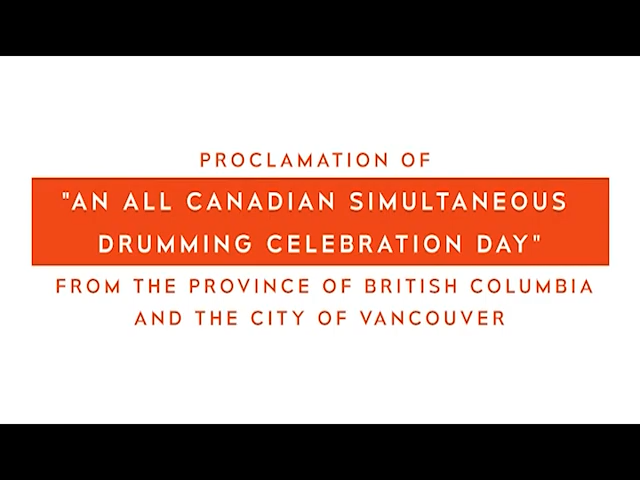 PROCLAMATION OF
"AN ALL CANADIAN SIMULTANEOUS
DRUMMING CELEBRATION DAY"
FROM THE PROVINCE OF BRITISH COLUMBIA
AND THE CITY OF VANCOUVER